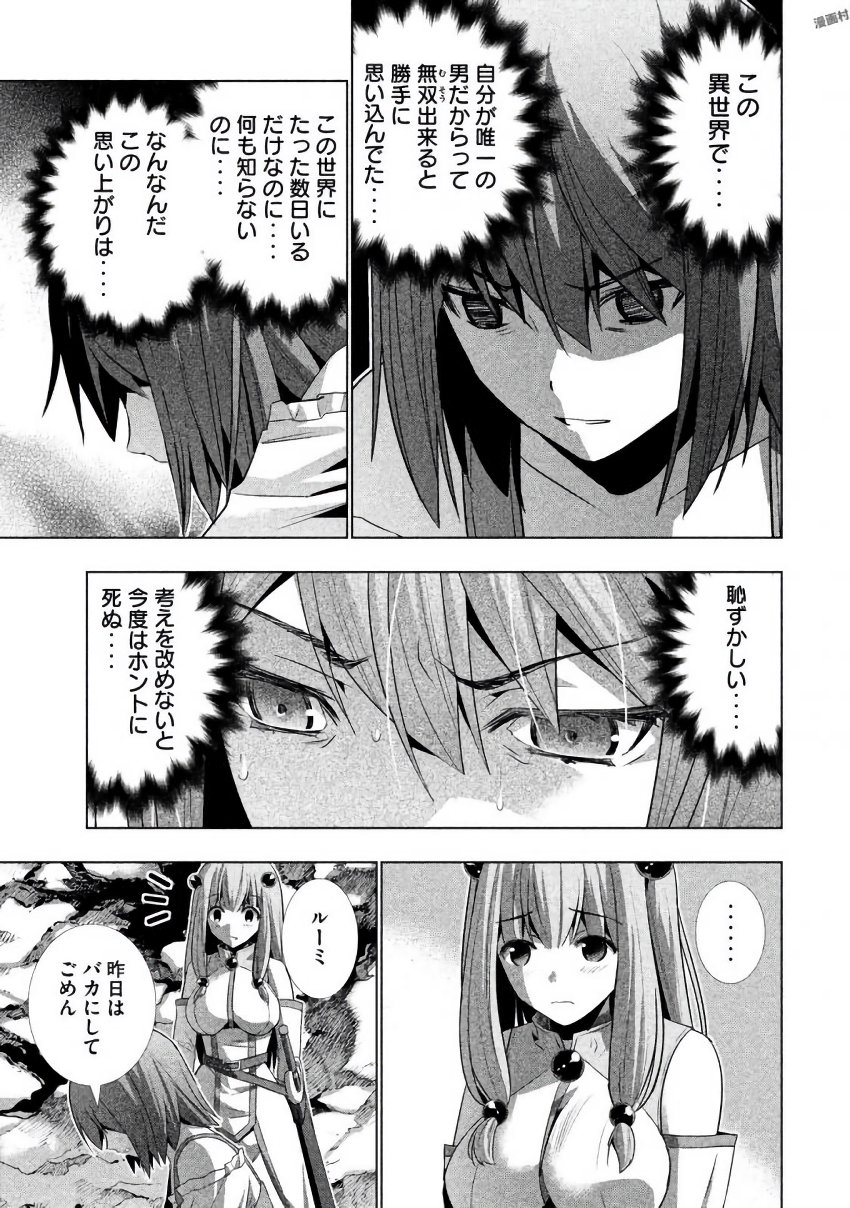 漫画村
この
異世界で‥‥
自分が唯一の
男だからって
無双出来ると
むそう
勝手に
思い込んでた‥‥
この世界に
たった数日いる
だけなのに‥‥
何も知らない
のに‥‥
なんなんだ
この
思い上がりは‥‥
恥ずかしい‥‥
考えを改めないと
今度はホントに
死ぬ‥‥
‥‥‥
ルーミ
昨日は
バカにして
ごめん